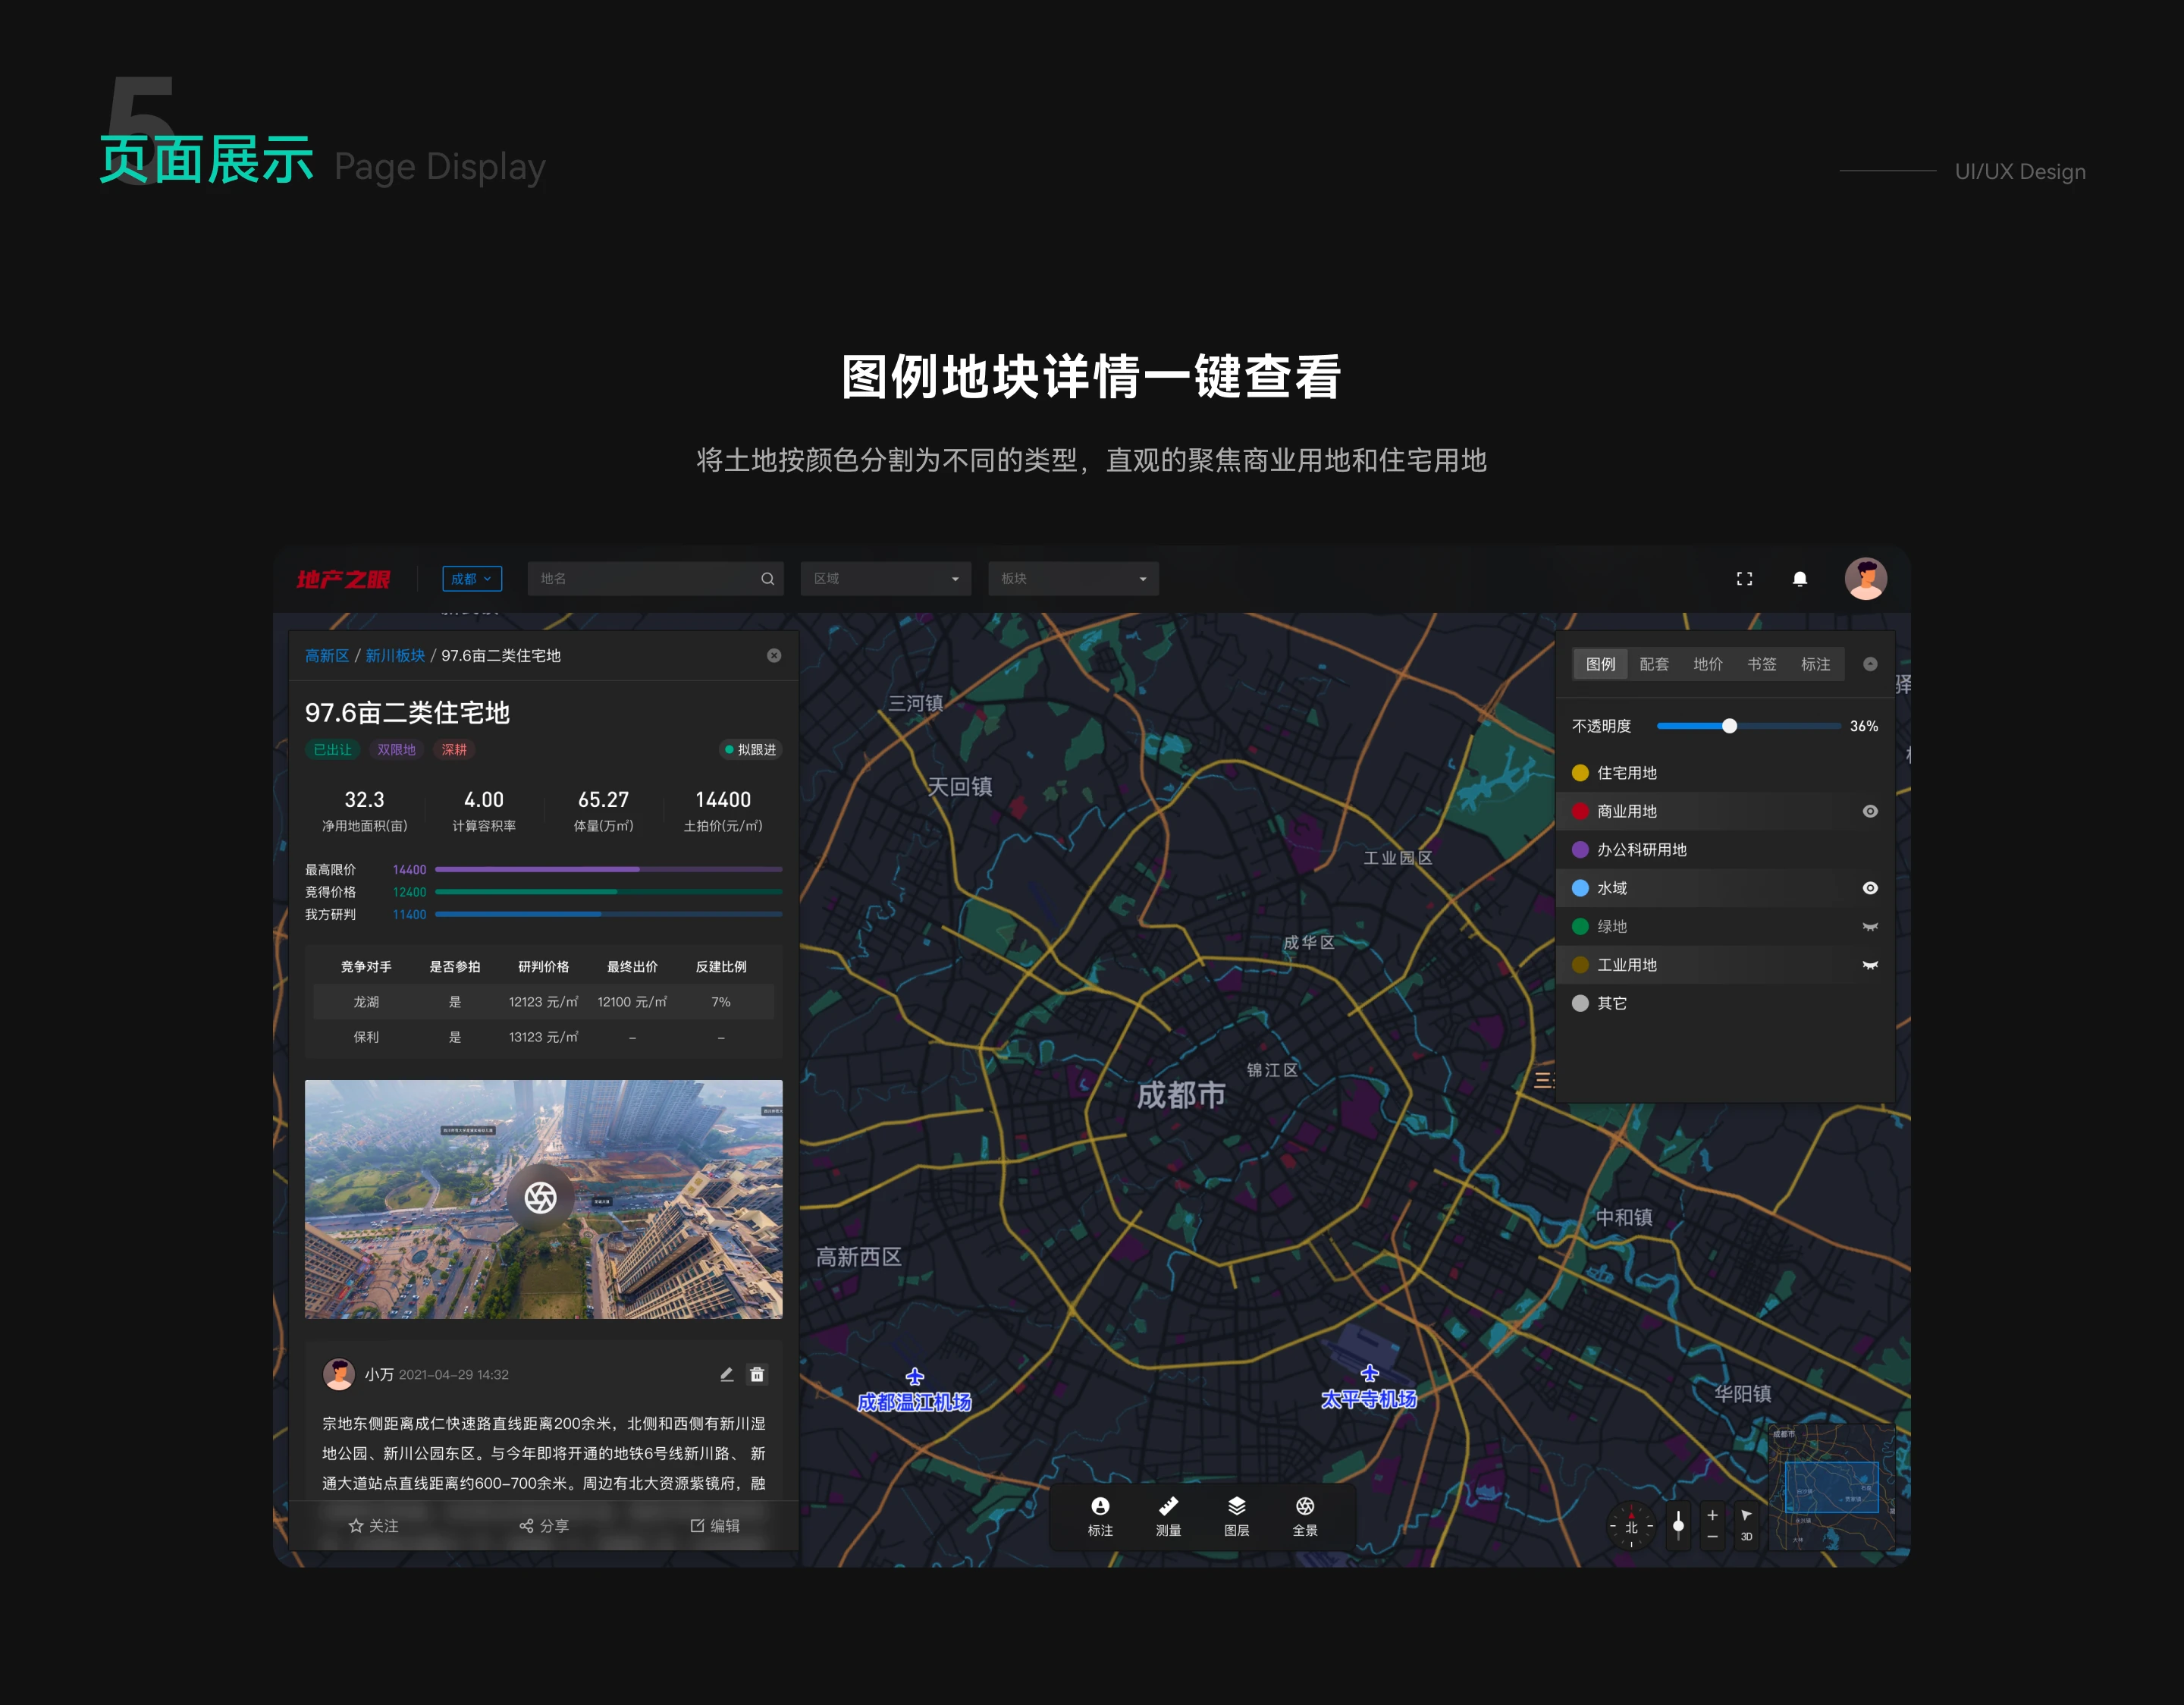 5
页面展示 Page Display
UI/UX Design
图例地块详情一键查看
将土地按颜色分割为不同的类型，直观的聚焦商业用地和住宅用地
地产之眼
成都
地名
区域
板块
高新区 / 新川板块 / 97.6亩二类住宅地
97.6亩二类住宅地
已出让 双限地 深耕 拟跟进
32.3 4.00 65.27 14400
净用地面积(亩) 计算容积率 体量(万㎡) 土拍价(元/㎡)
最高限价 14400
竞得价格 12400
我方研判 11400
竞争对手 是否参拍 研判价格 最终出价 反建比例
龙湖 是 12123 元/㎡ 12100 元/㎡ 7%
保利 是 13123 元/㎡ – –
小万 2021-04-29 14:32
宗地东侧距离成仁快速路直线距离200余米，北侧和西侧有新川湿
地公园、新川公园东区。与今年即将开通的地铁6号线新川路、 新
通大道站点直线距离约600-700余米。周边有北大资源紫镜府，融
关注 分享 编辑
三河镇
天回镇
工业园区
成华区
锦江区
成都市
高新西区
中和镇
成都温江机场
太平寺机场
华阳镇
图例 配套 地价 书签 标注
不透明度 36%
住宅用地
商业用地
办公科研用地
水域
绿地
工业用地
其它
标注 测量 图层 全景
北
+
−
3D
成都市